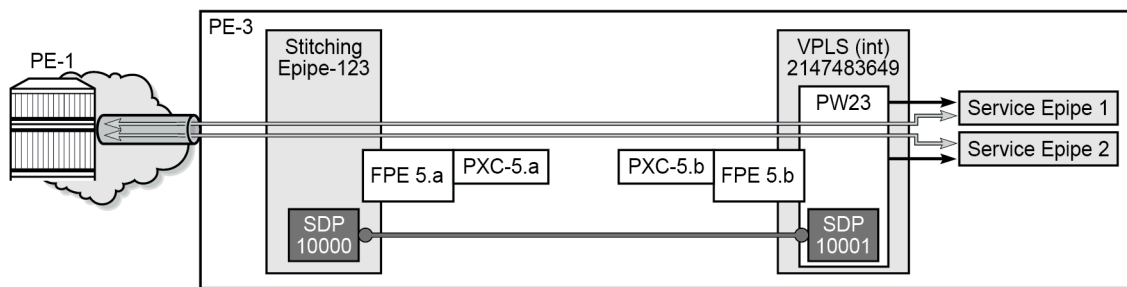 PE-3
PE-1
Stitching
Epipe-123
VPLS (int)
2147483649
PW23
Service Epipe 1
Service Epipe 2
FPE 5.a
PXC-5.a
PXC-5.b
FPE 5.b
SDP
10000
SDP
10001